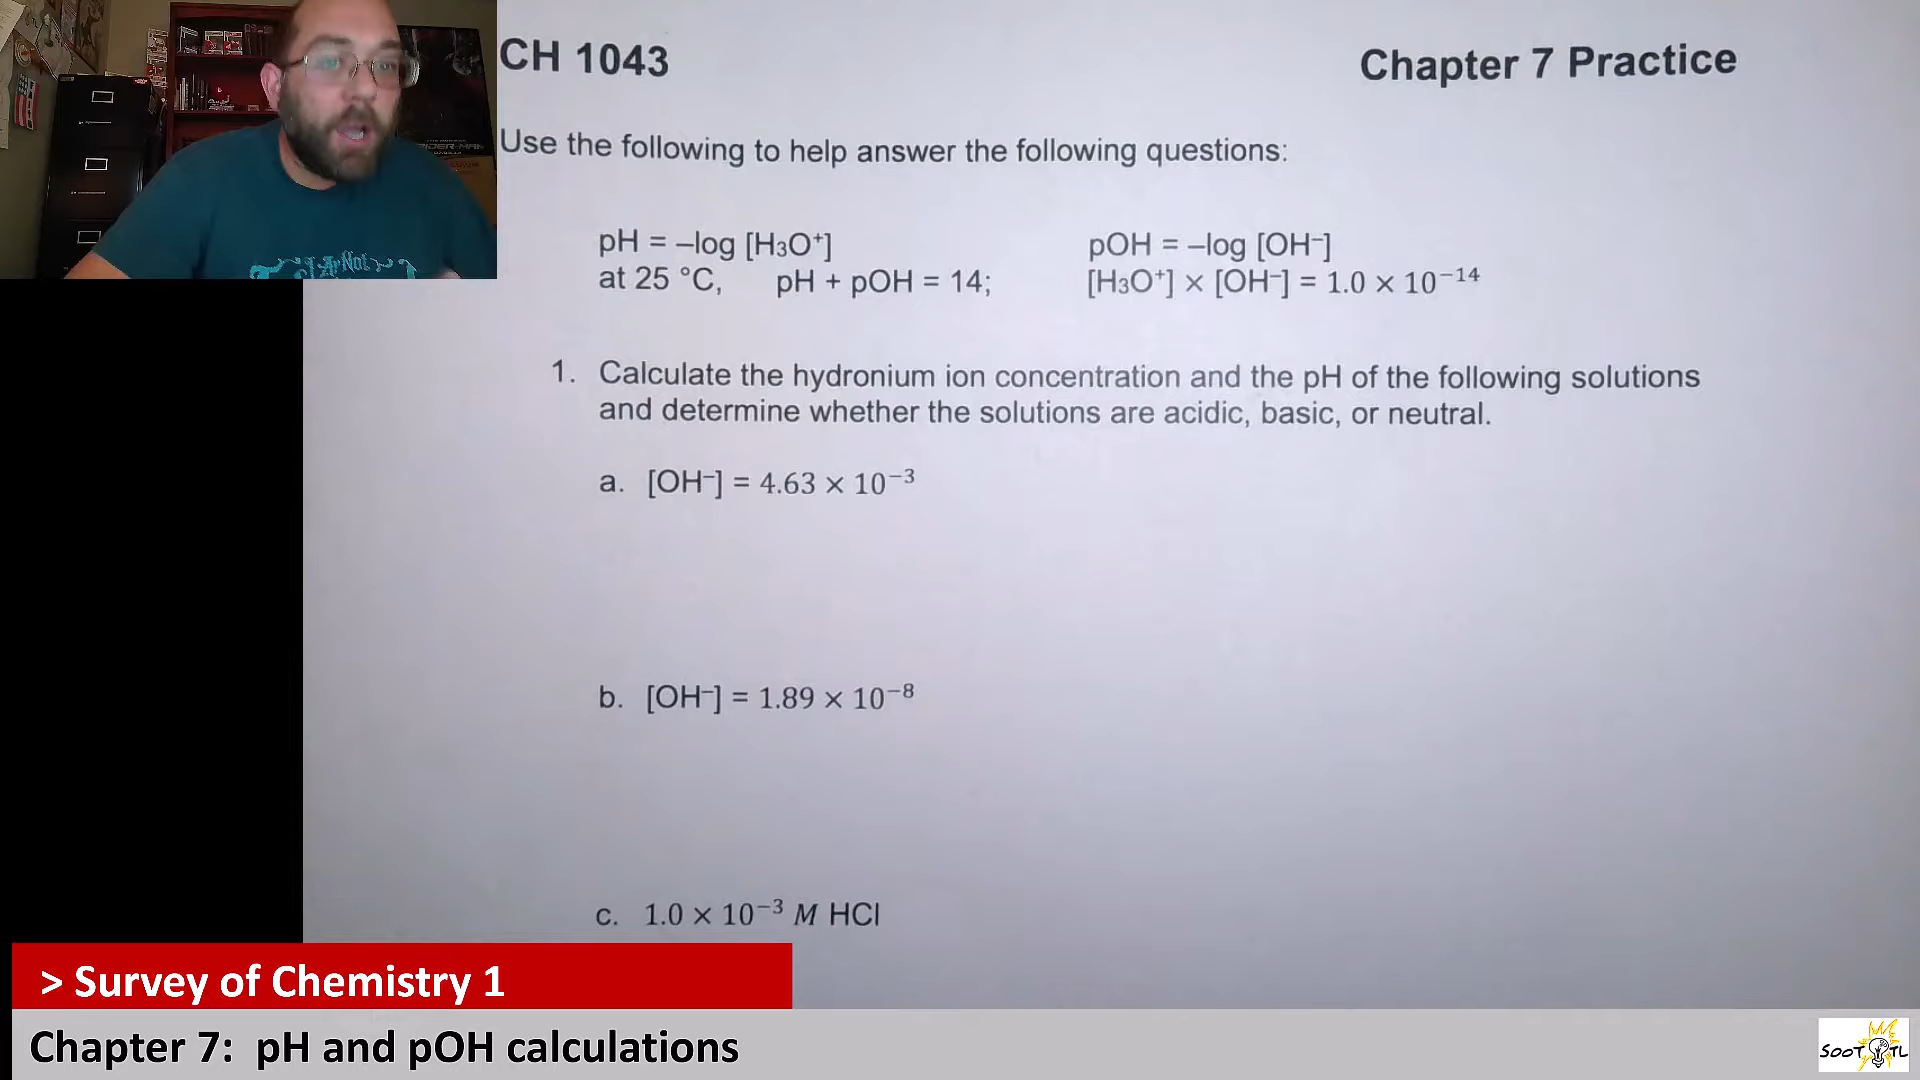 CH 1043
Chapter 7 Practice
Use the following to help answer the following questions:
pH = –log [H₃O⁺]
pOH = –log [OH⁻]
at 25 °C, pH + pOH = 14;
[H₃O⁺] × [OH⁻] = 1.0 × 10⁻¹⁴
1. Calculate the hydronium ion concentration and the pH of the following solutions
and determine whether the solutions are acidic, basic, or neutral.
a. [OH⁻] = 4.63 × 10⁻³
b. [OH⁻] = 1.89 × 10⁻⁸
c. 1.0 × 10⁻³ M HCl
> Survey of Chemistry 1
Chapter 7: pH and pOH calculations
SOOT TL